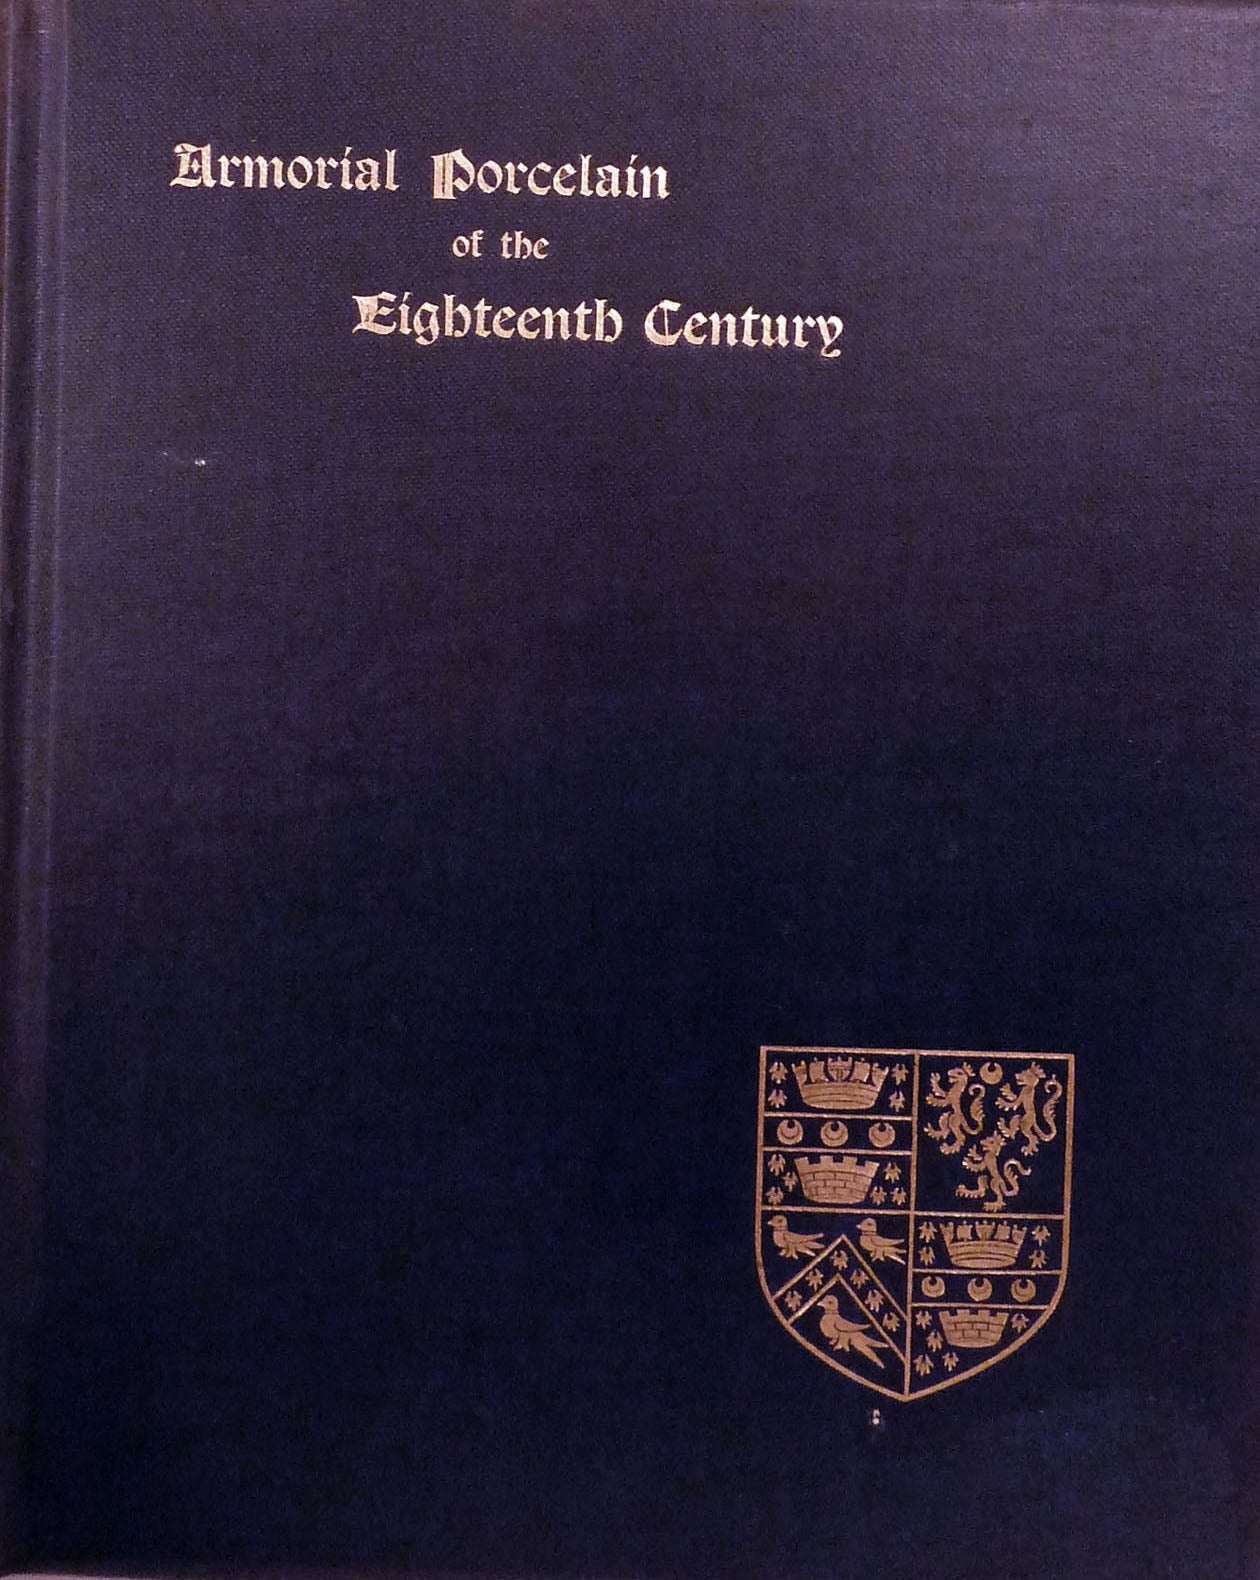 Armorial Porcelain
of the
Eighteenth Century